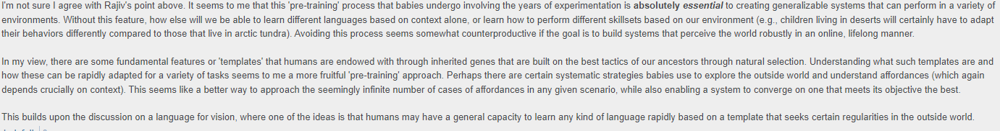 I'm not sure I agree with Rajiv's point above. It seems to me that this 'pre-training' process that babies undergo involving the years of experimentation is absolutely essential to creating generalizable systems that can perform in a variety of
environments. Without this feature, how else will we be able to learn different languages based on context alone, or learn how to perform different skillsets based on our environment (e.g., children living in deserts will certainly have to adapt
their behaviors differently compared to those that live in arctic tundra). Avoiding this process seems somewhat counterproductive if the goal is to build systems that perceive the world robustly in an online, lifelong manner.
In my view, there are some fundamental features or 'templates' that humans are endowed with through inherited genes that are built on the best tactics of our ancestors through natural selection. Understanding what such templates are and
how these can be rapidly adapted for a variety of tasks seems to me a more fruitful 'pre-training' approach. Perhaps there are certain systematic strategies babies use to explore the outside world and understand affordances (which again
depends crucially on context). This seems like a better way to approach the seemingly infinite number of cases of affordances in any given scenario, while also enabling a system to converge on one that meets its objective the best.
This builds upon the discussion on a language for vision, where one of the ideas is that humans may have a general capacity to learn any kind of language rapidly based on a template that seeks certain regularities in the outside world.